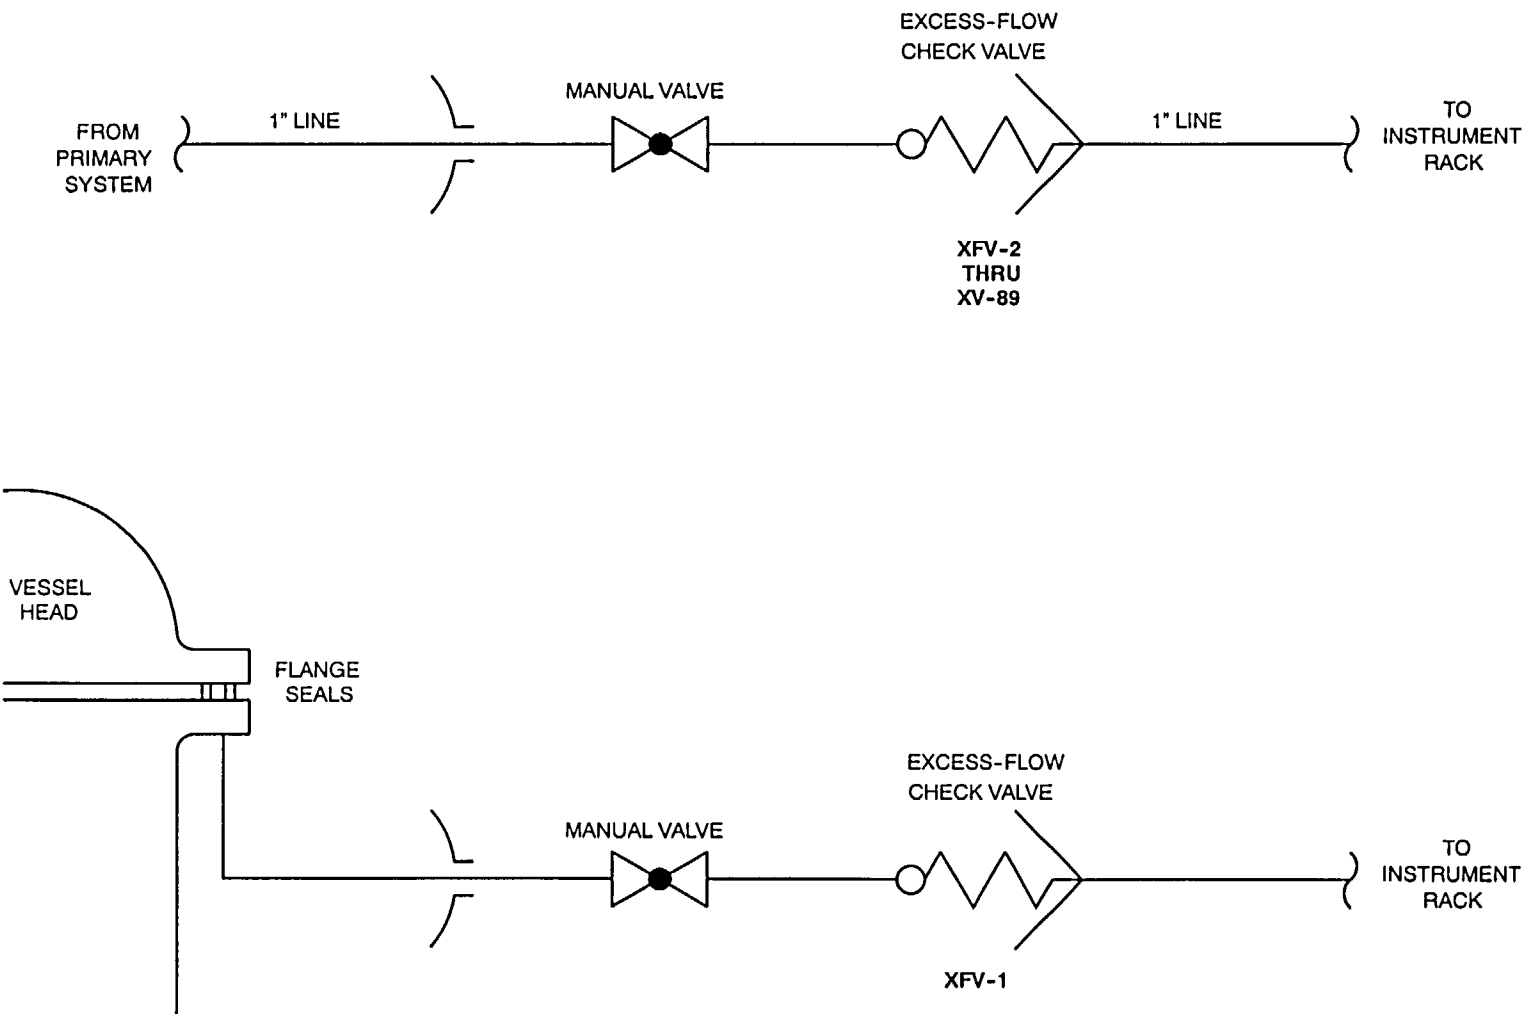 EXCESS-FLOW
CHECK VALVE
MANUAL VALVE
FROM
PRIMARY
SYSTEM
1" LINE
1" LINE
TO
INSTRUMENT
RACK
XFV-2
THRU
XV-89
VESSEL
HEAD
FLANGE
SEALS
EXCESS-FLOW
CHECK VALVE
MANUAL VALVE
TO
INSTRUMENT
RACK
XFV-1